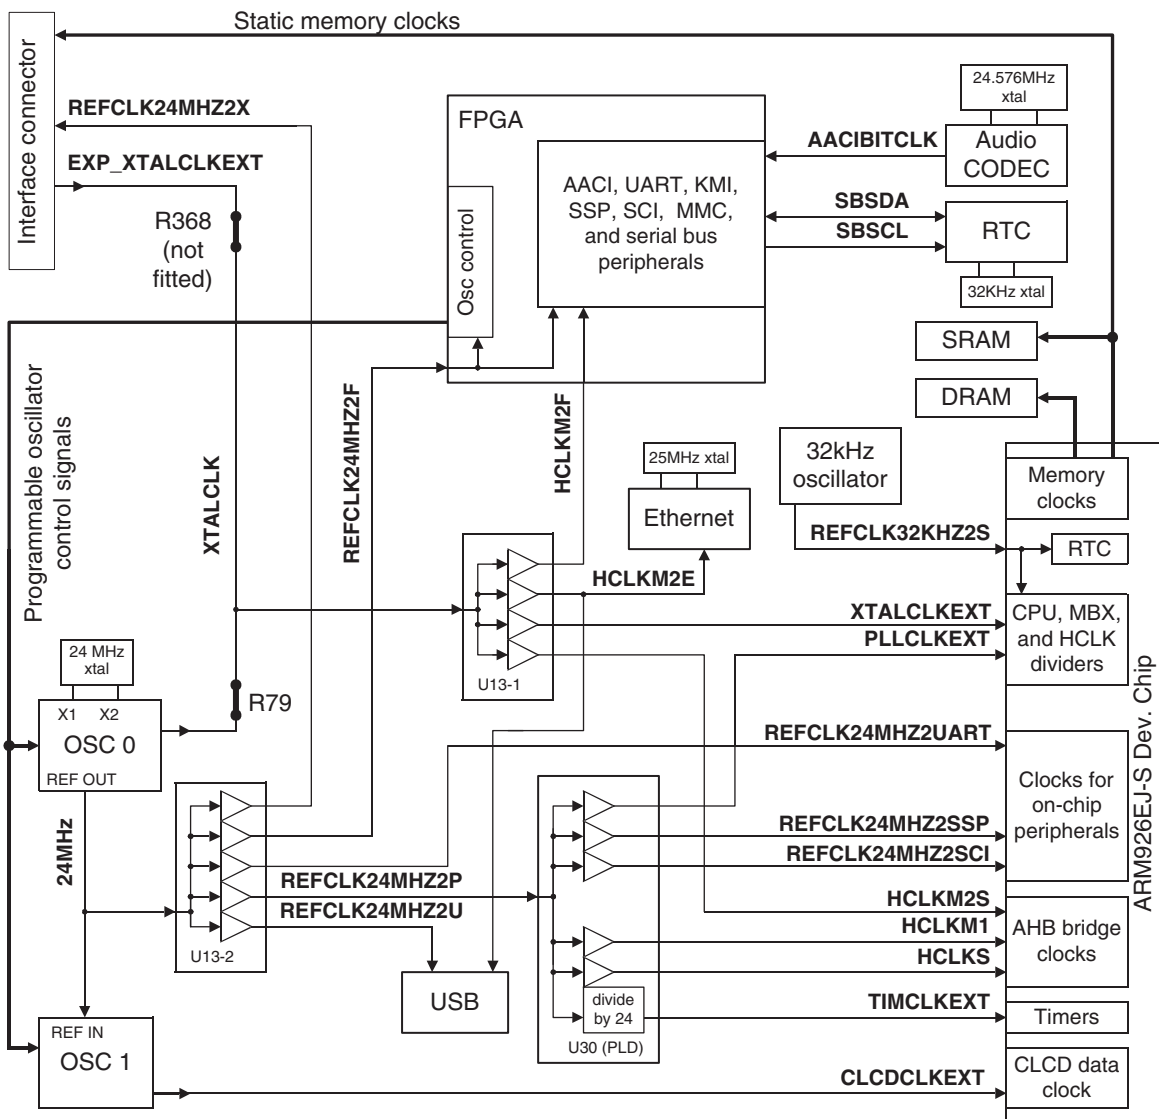 Static memory clocks
Interface connector
REFCLK24MHZ2X
EXP_XTALCLKEXT
R368
(not
fitted)
FPGA
Osc control
AACI, UART, KMI,
SSP, SCI, MMC,
and serial bus
peripherals
24.576MHz
xtal
Audio
CODEC
AACIBITCLK
SBSDA
SBSCL
RTC
32KHz xtal
SRAM
DRAM
Programmable oscillator
control signals
XTALCLK
REFCLK24MHZ2F
HCLKM2F
25MHz xtal
Ethernet
HCLKM2E
32kHz
oscillator
REFCLK32KHZ2S
Memory
clocks
RTC
XTALCLKEXT
PLLCLKEXT
CPU, MBX,
and HCLK
dividers
U13-1
24 MHz
xtal
X1 X2
OSC 0
REF OUT
R79
24MHz
REFCLK24MHZ2UART
REFCLK24MHZ2SSP
REFCLK24MHZ2SCI
Clocks for
on-chip
peripherals
ARM926EJ-S Dev. Chip
REFCLK24MHZ2P
REFCLK24MHZ2U
U13-2
USB
HCLKM2S
HCLKM1
HCLKS
AHB bridge
clocks
divide
by 24
U30 (PLD)
TIMCLKEXT
Timers
REF IN
OSC 1
CLCDCLKEXT
CLCD data
clock